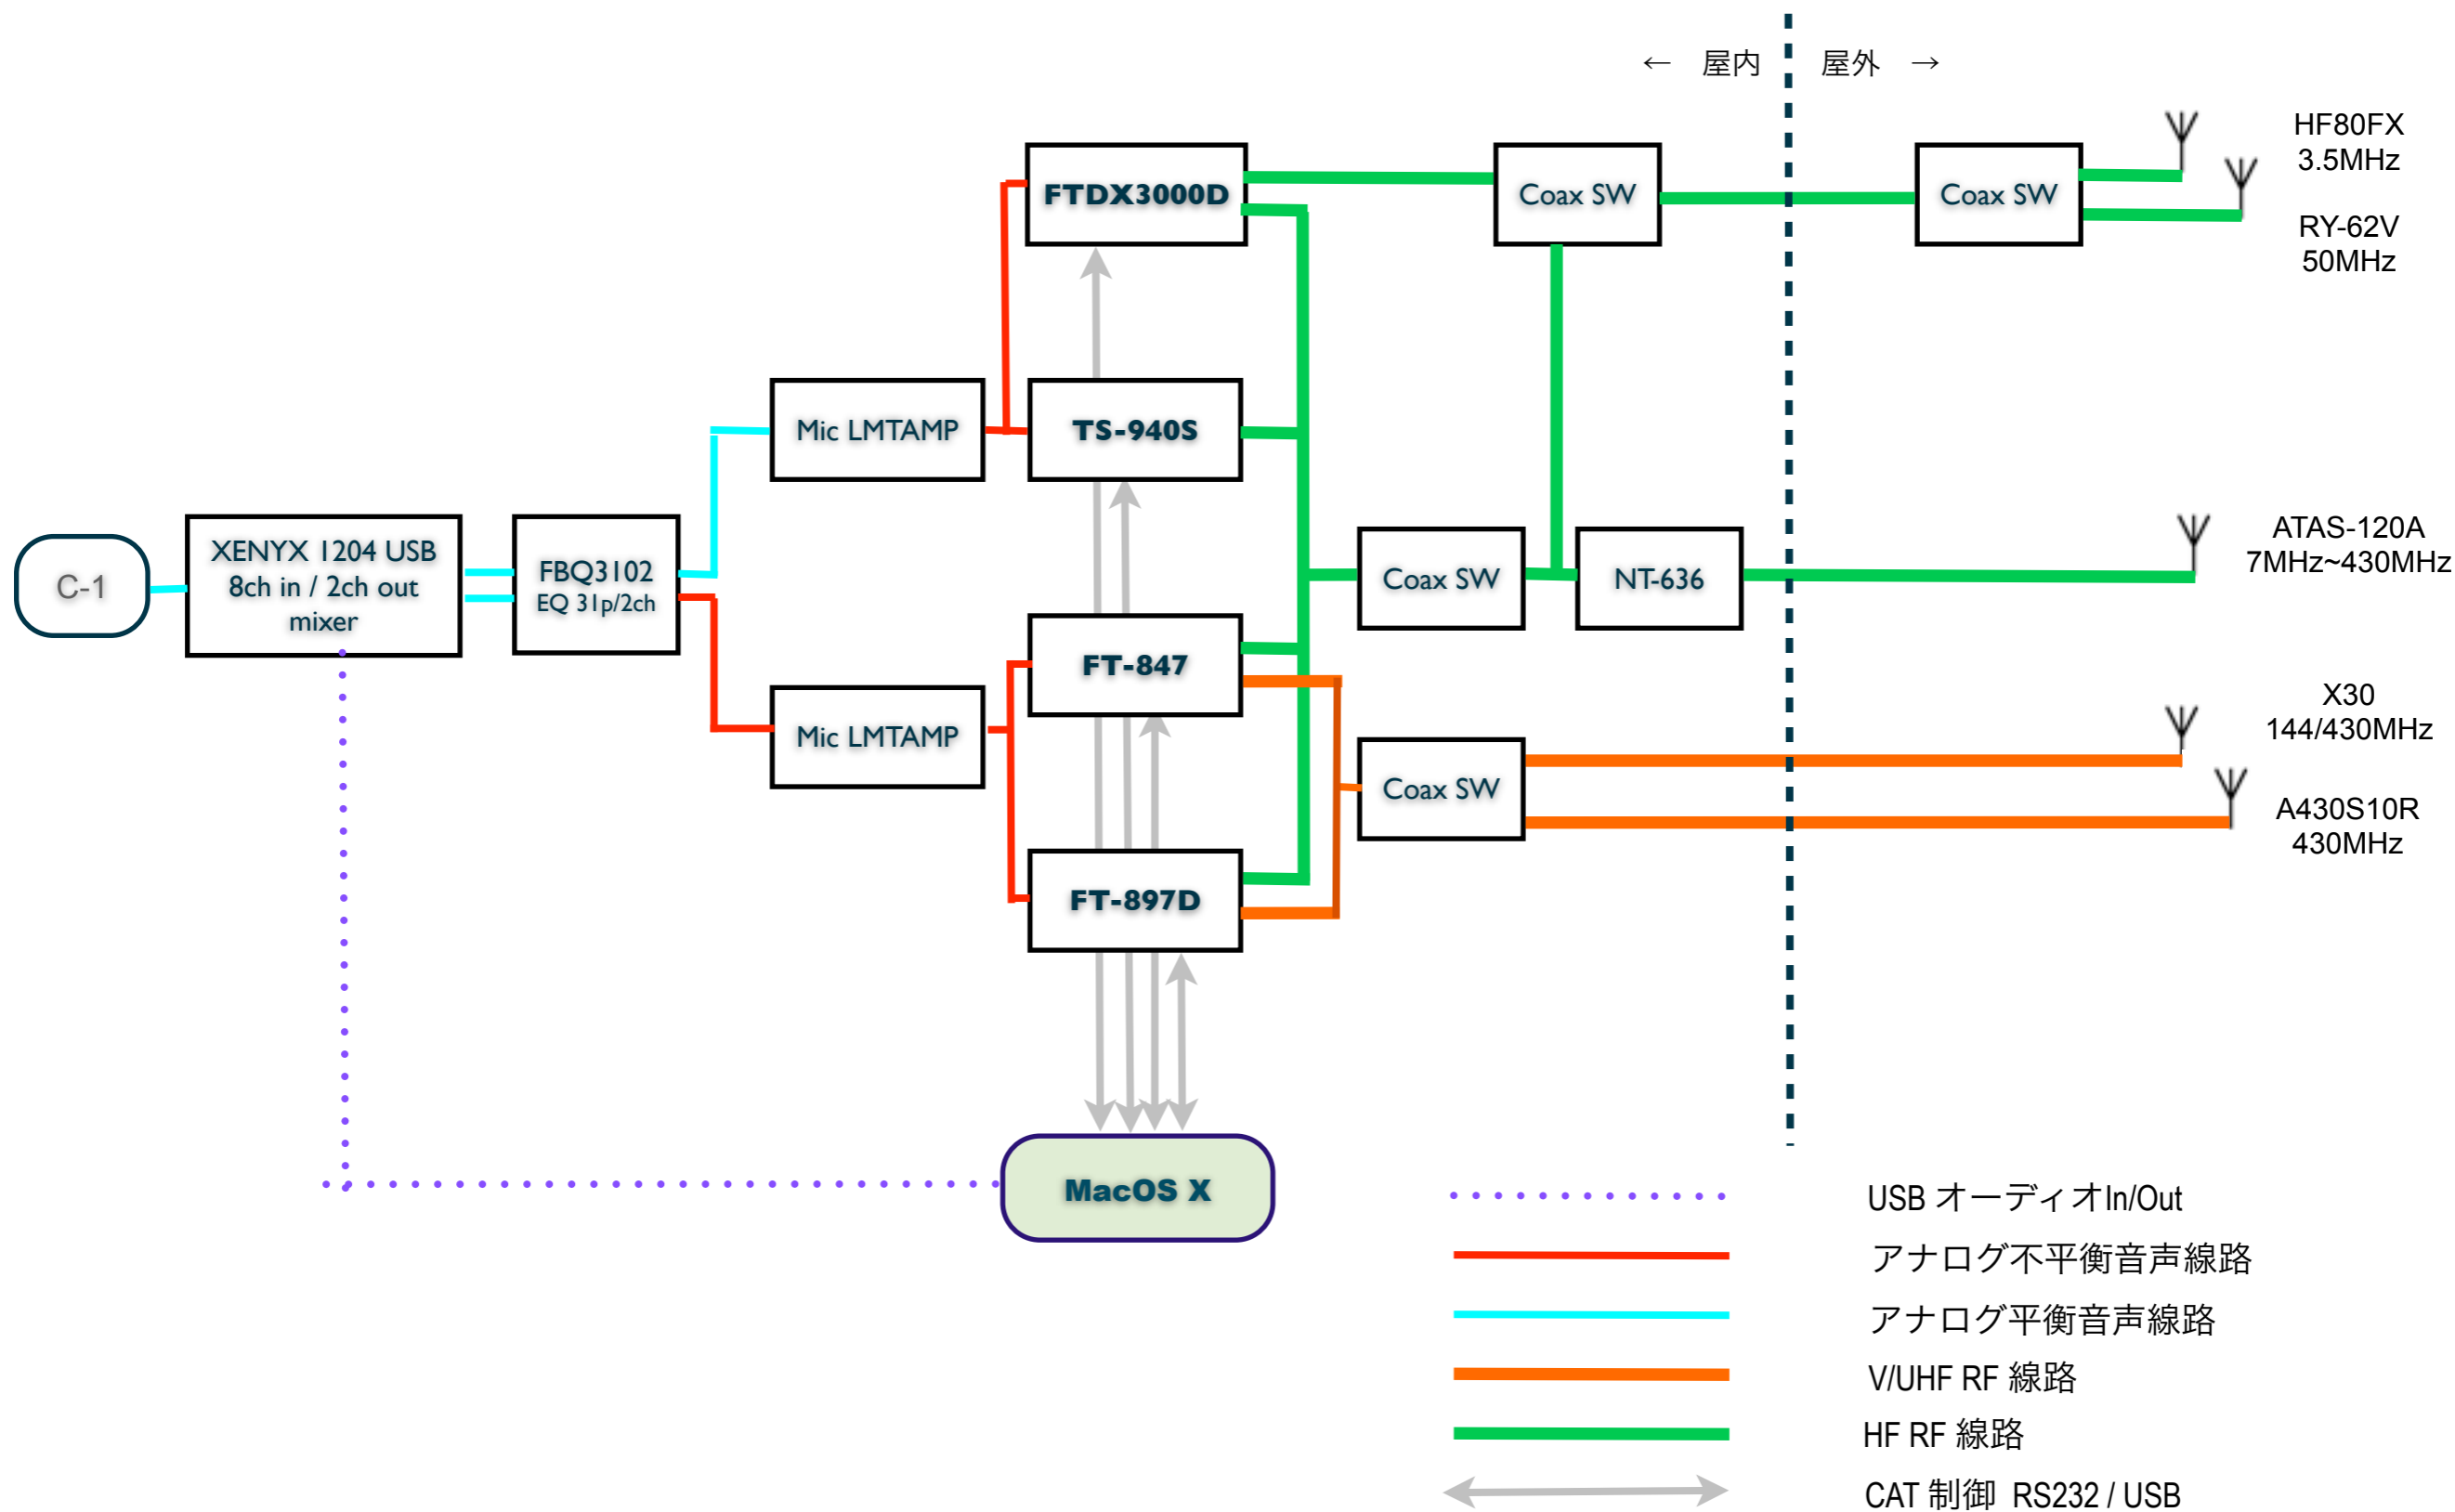 ← 屋内
屋外 →
HF80FX
3.5MHz
RY-62V
50MHz
FTDX3000D
Coax SW
Coax SW
Mic LMTAMP
TS-940S
C-1
XENYX 1204 USB
8ch in / 2ch out
mixer
FBQ3102
EQ 31p/2ch
Coax SW
NT-636
ATAS-120A
7MHz~430MHz
FT-847
Mic LMTAMP
Coax SW
X30
144/430MHz
A430S10R
430MHz
FT-897D
MacOS X
USB オーディオIn/Out
アナログ不平衡音声線路
アナログ平衡音声線路
V/UHF RF 線路
HF RF 線路
CAT 制御 RS232 / USB